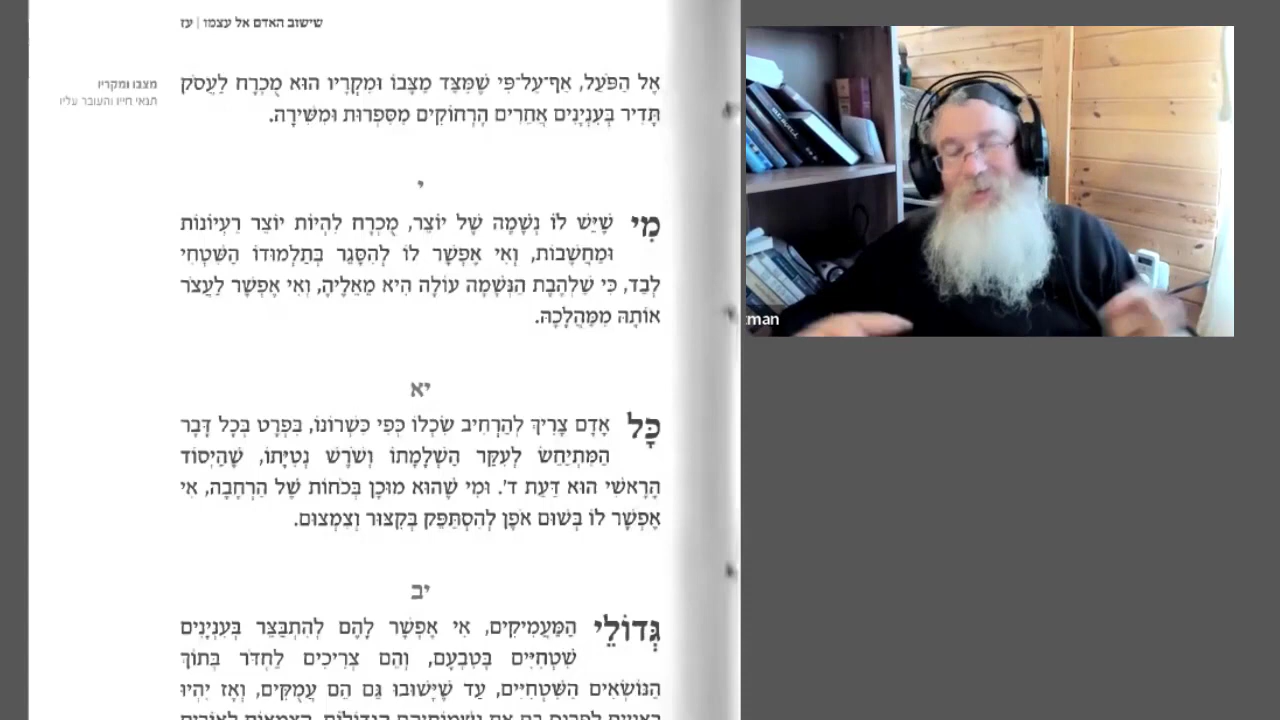 שישוב האדם אל עצמו | עז
אֶל הַפֹּעַל, אַף־עַל־פִּי שֶׁמִּצַּד מַצָּבוֹ וּמִקְרָיו הוּא מֻכְרָח לַעֲסֹק
תָּדִיר בְּעִנְיָנִים אֲחֵרִים הָרְחוֹקִים מִסִּפְרוּת וּמִשִּׁירָה.
מצבו ומקריו
תנאי חייו והעובר עליו
י
מִי שֶׁיֵּשׁ לוֹ נְשָׁמָה שֶׁל יוֹצֵר, מֻכְרָח לִהְיוֹת יוֹצֵר רַעְיוֹנוֹת
וּמַחֲשָׁבוֹת, וְאִי אֶפְשָׁר לוֹ לְהִסָּגֵר בְּתַלְמוּדוֹ הַשִּׁטְחִי
לְבַד, כִּי שַׁלְהֶבֶת הַנְּשָׁמָה עוֹלָה הִיא מֵאֵלֶיהָ, וְאִי אֶפְשָׁר לַעֲצֹר
אוֹתָהּ מִמַּהֲלָכָהּ.
יא
כָּל אָדָם צָרִיךְ לְהַרְחִיב שִׂכְלוֹ כְּפִי כִּשְׁרוֹנוֹ, בִּפְרָט בְּכָל דָּבָר
הַמִּתְיַחֵשׂ לְעִקַּר הַשְׁלָמָתוֹ וְשֹׁרֶשׁ נְטִיָּתוֹ, שֶׁהַיְסוֹד
הָרָאשִׁי הוּא דַּעַת ד'. וּמִי שֶׁהוּא מוּכָן בְּכֹחוֹת שֶׁל הַרְחָבָה, אִי
אֶפְשָׁר לוֹ בְּשׁוּם אֹפֶן לְהִסְתַּפֵּק בְּקִצּוּר וְצִמְצוּם.
יב
גְּדוֹלֵי הַמַּעֲמִיקִים, אִי אֶפְשָׁר לָהֶם לְהִתְבַּצֵּר בְּעִנְיָנִים
שִׁטְחִיִּים בְּטִבְעָם, וְהֵם צְרִיכִים לַחְדֹּר בְּתוֹךְ
הַנּוֹשְׂאִים הַשִּׁטְחִיִּים, עַד שֶׁיָּשׁוּבוּ גַּם הֵם עֲמֻקִּים, וְאָז יִהְיוּ